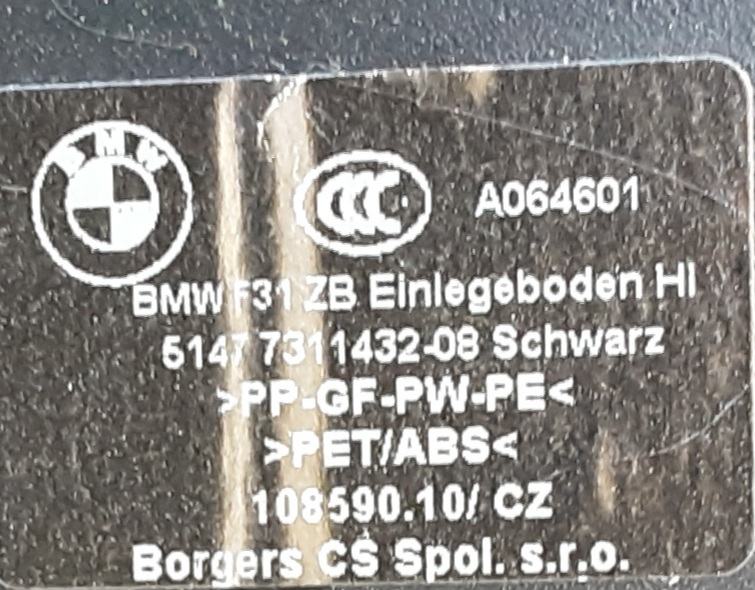 BMW
CCC A064601
BMW F31 ZB Einlegeboden HI
5147 7311432-08 Schwarz
>PP-GF-PW-PE<
>PET/ABS<
108590.10/ CZ
Borgers CS Spol. s.r.o.